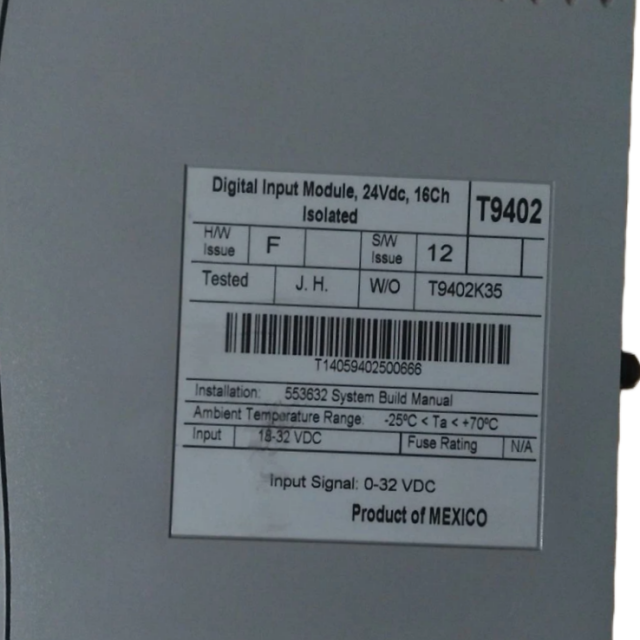 Digital Input Module, 24Vdc, 16Ch
Isolated
T9402
H/W Issue F S/W Issue 12
Tested J. H. W/O T9402K35
T14059402500666
Installation: 553632 System Build Manual
Ambient Temperature Range: -25ºC < Ta < +70ºC
Input 18-32 VDC Fuse Rating N/A
Input Signal: 0-32 VDC
Product of MEXICO